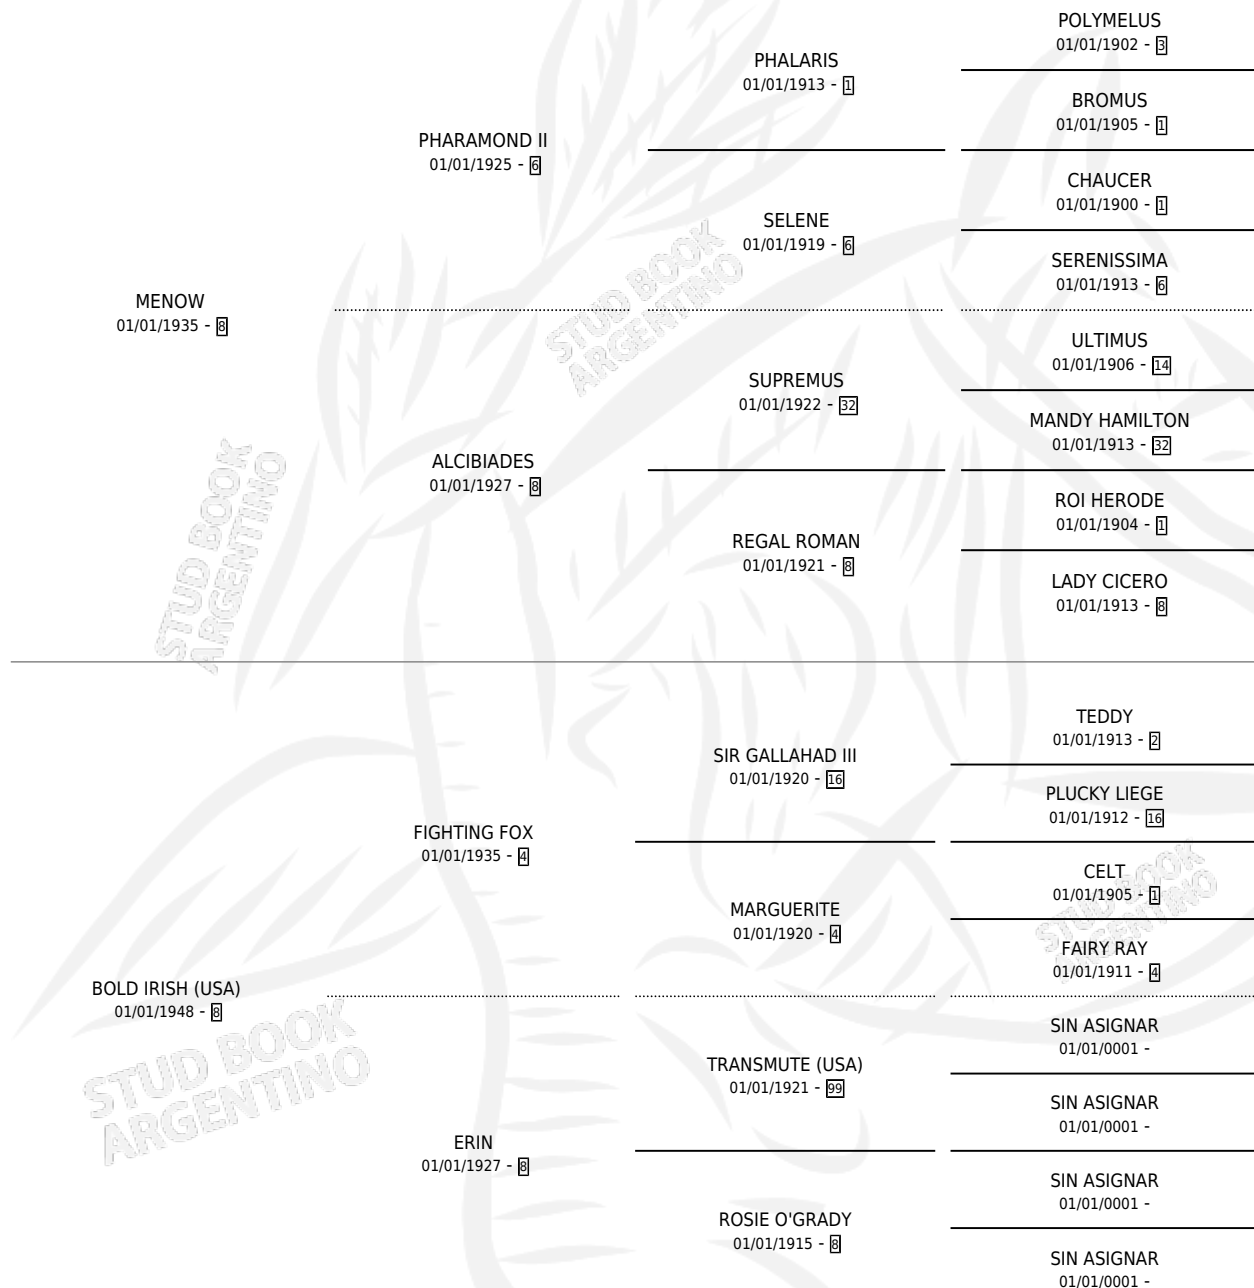 POLYMELUS
01/01/1902 - 3
PHALARIS
01/01/1913 - 1
BROMUS
01/01/1905 - 1
PHARAMOND II
01/01/1925 - 6
CHAUCER
01/01/1900 - 1
SELENE
01/01/1919 - 6
SERENISSIMA
01/01/1913 - 6
MENOW
01/01/1935 - 8
ULTIMUS
01/01/1906 - 14
SUPREMUS
01/01/1922 - 32
MANDY HAMILTON
01/01/1913 - 32
ALCIBIADES
01/01/1927 - 8
ROI HERODE
01/01/1904 - 1
REGAL ROMAN
01/01/1921 - 8
LADY CICERO
01/01/1913 - 8
TEDDY
01/01/1913 - 2
SIR GALLAHAD III
01/01/1920 - 16
PLUCKY LIEGE
01/01/1912 - 16
FIGHTING FOX
01/01/1935 - 4
CELT
01/01/1905 - 1
MARGUERITE
01/01/1920 - 4
FAIRY RAY
01/01/1911 - 4
BOLD IRISH (USA)
01/01/1948 - 8
SIN ASIGNAR
01/01/0001 -
TRANSMUTE (USA)
01/01/1921 - 99
SIN ASIGNAR
01/01/0001 -
ERIN
01/01/1927 - 8
SIN ASIGNAR
01/01/0001 -
ROSIE O'GRADY
01/01/1915 - 8
SIN ASIGNAR
01/01/0001 -
STUD BOOK
ARGENTINO
STUD BOOK
ARGENTINO
STUD BOOK
ARGENTINO
STUD BOOK
ARGENTINO